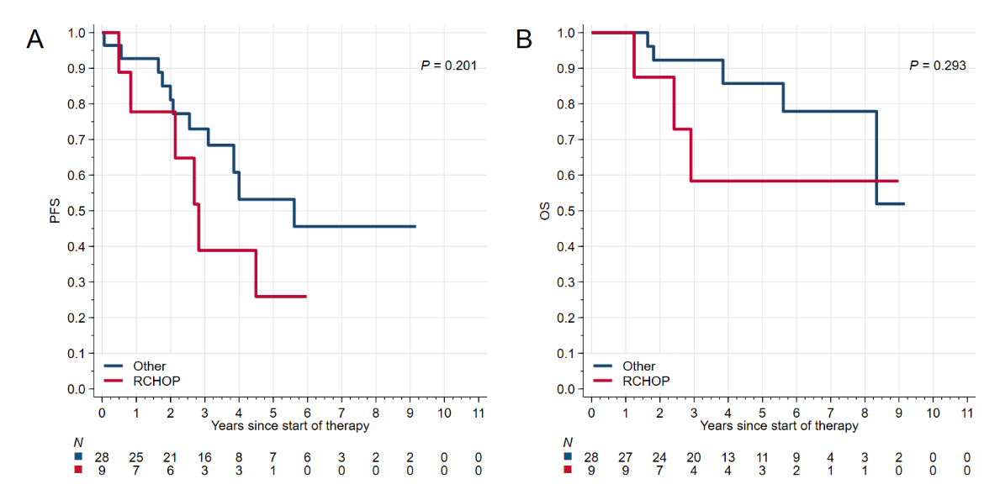 A
1.0
0.9
0.8
0.7
0.6
0.5
0.4
0.3
0.2
0.1
0.0
PFS
P = 0.201
Other
RCHOP
0 1 2 3 4 5 6 7 8 9 10 11
Years since start of therapy
N
28 25 21 16 8 7 6 3 2 2 0 0
9 7 6 3 3 1 0 0 0 0 0 0
B
1.0
0.9
0.8
0.7
0.6
0.5
0.4
0.3
0.2
0.1
0.0
OS
P = 0.293
Other
RCHOP
0 1 2 3 4 5 6 7 8 9 10 11
Years since start of therapy
N
28 27 24 20 13 11 9 4 3 2 0 0
9 9 7 4 4 3 2 1 1 0 0 0